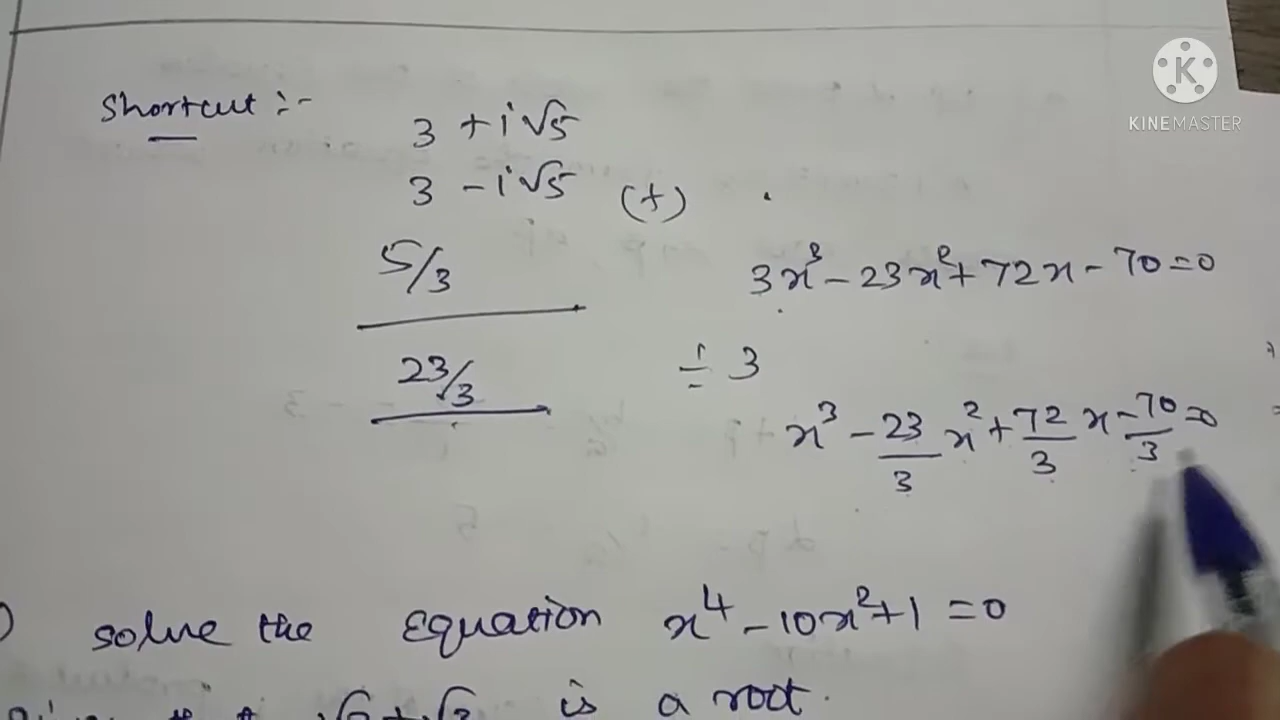 Shortcut :-
3 + i√5
3 - i√5 (+)
5/3
23/3
3x³ - 23x² + 72x - 70 = 0
÷ 3
x³ - 23/3 x² + 72/3 x - 70/3 = 0
solve the Equation x⁴ - 10x² + 1 = 0
is a root.
K
KINEMASTER